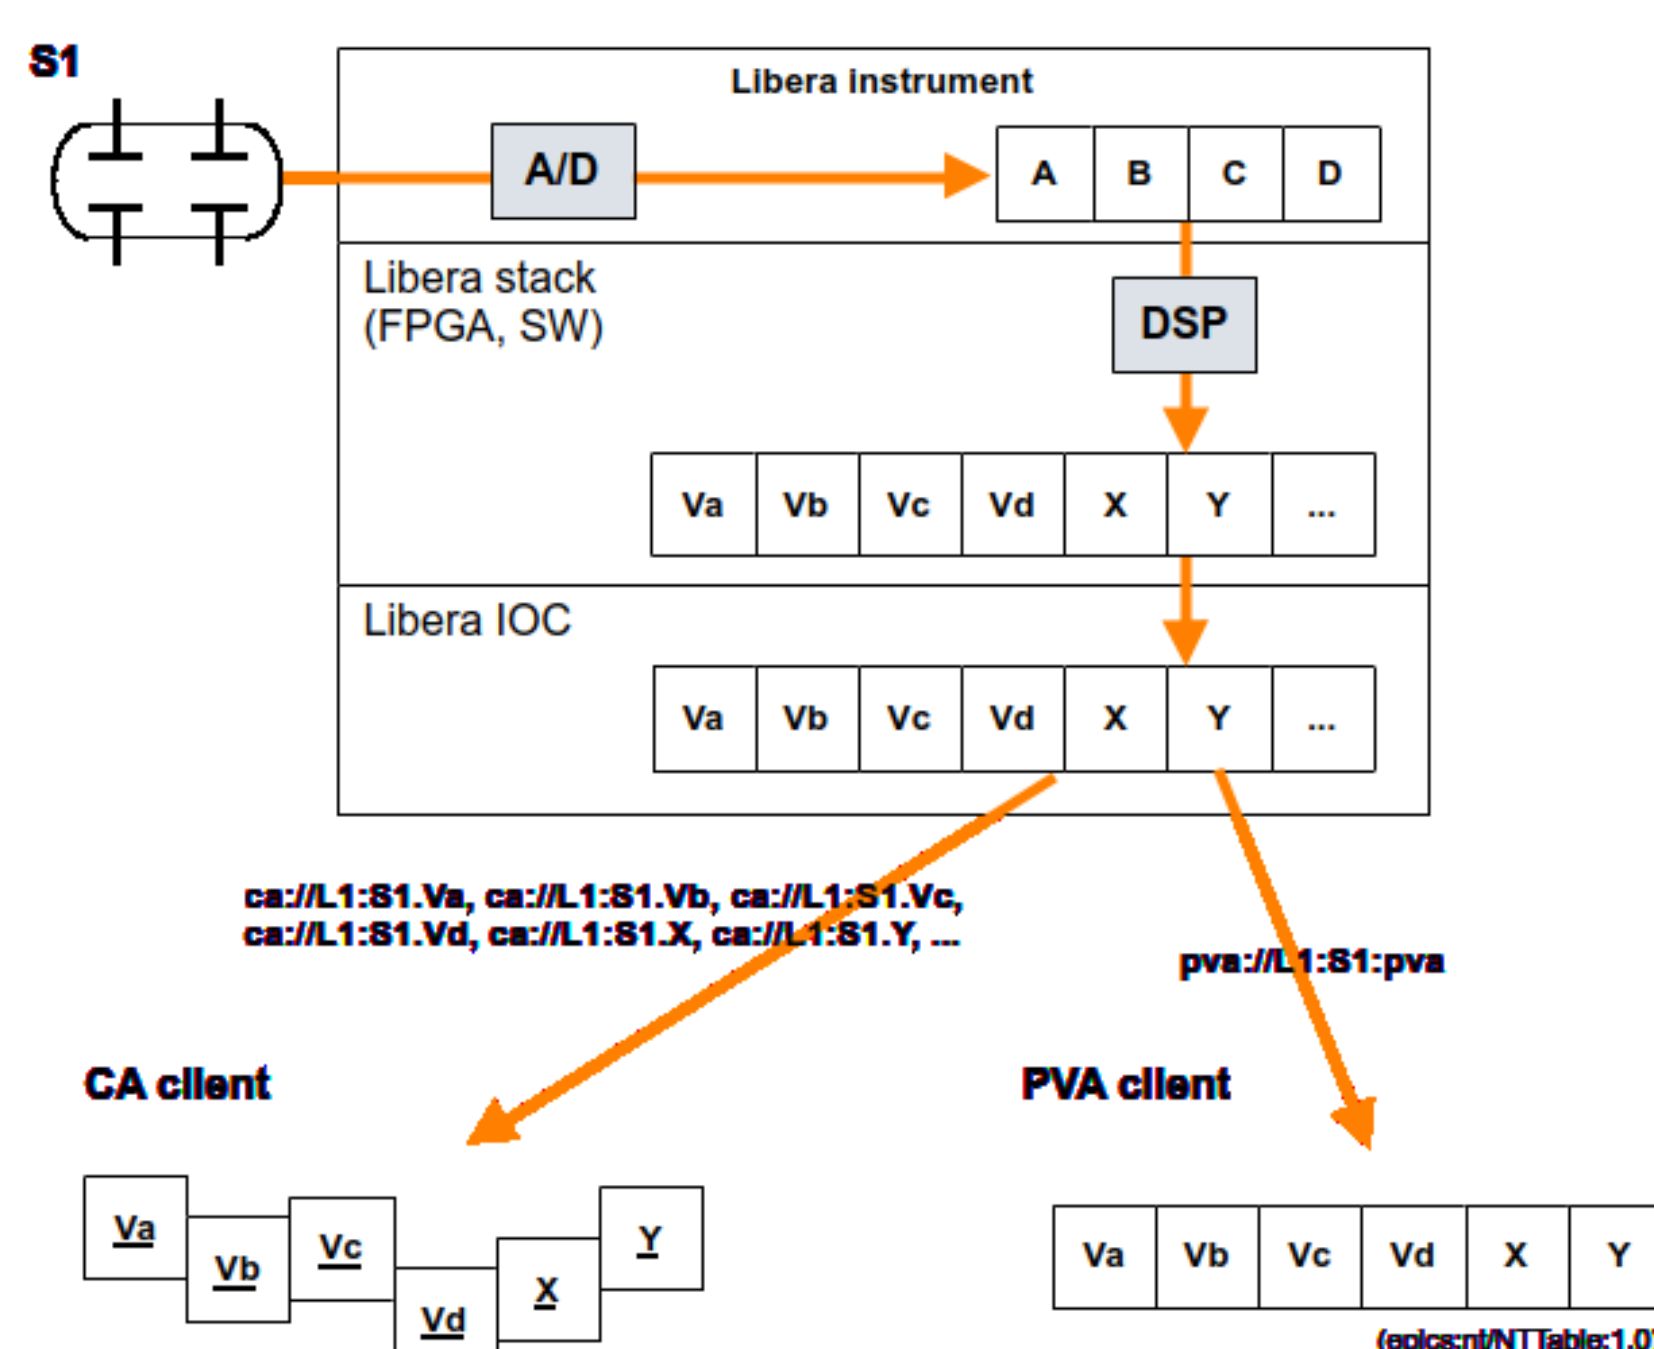 S1
Libera instrument
A/D
A B C D
Libera stack
(FPGA, SW)
DSP
Va Vb Vc Vd X Y ...
Libera IOC
Va Vb Vc Vd X Y ...
ca://L1:S1.Va, ca://L1:S1.Vb, ca://L1:S1.Vc,
ca://L1:S1.Vd, ca://L1:S1.X, ca://L1:S1.Y, ...
pva://L1:S1:pva
CA client
PVA client
Va Vb Vc Vd X Y
Va Vb Vc Vd X Y
(epics:nt/NTTable:1.0)